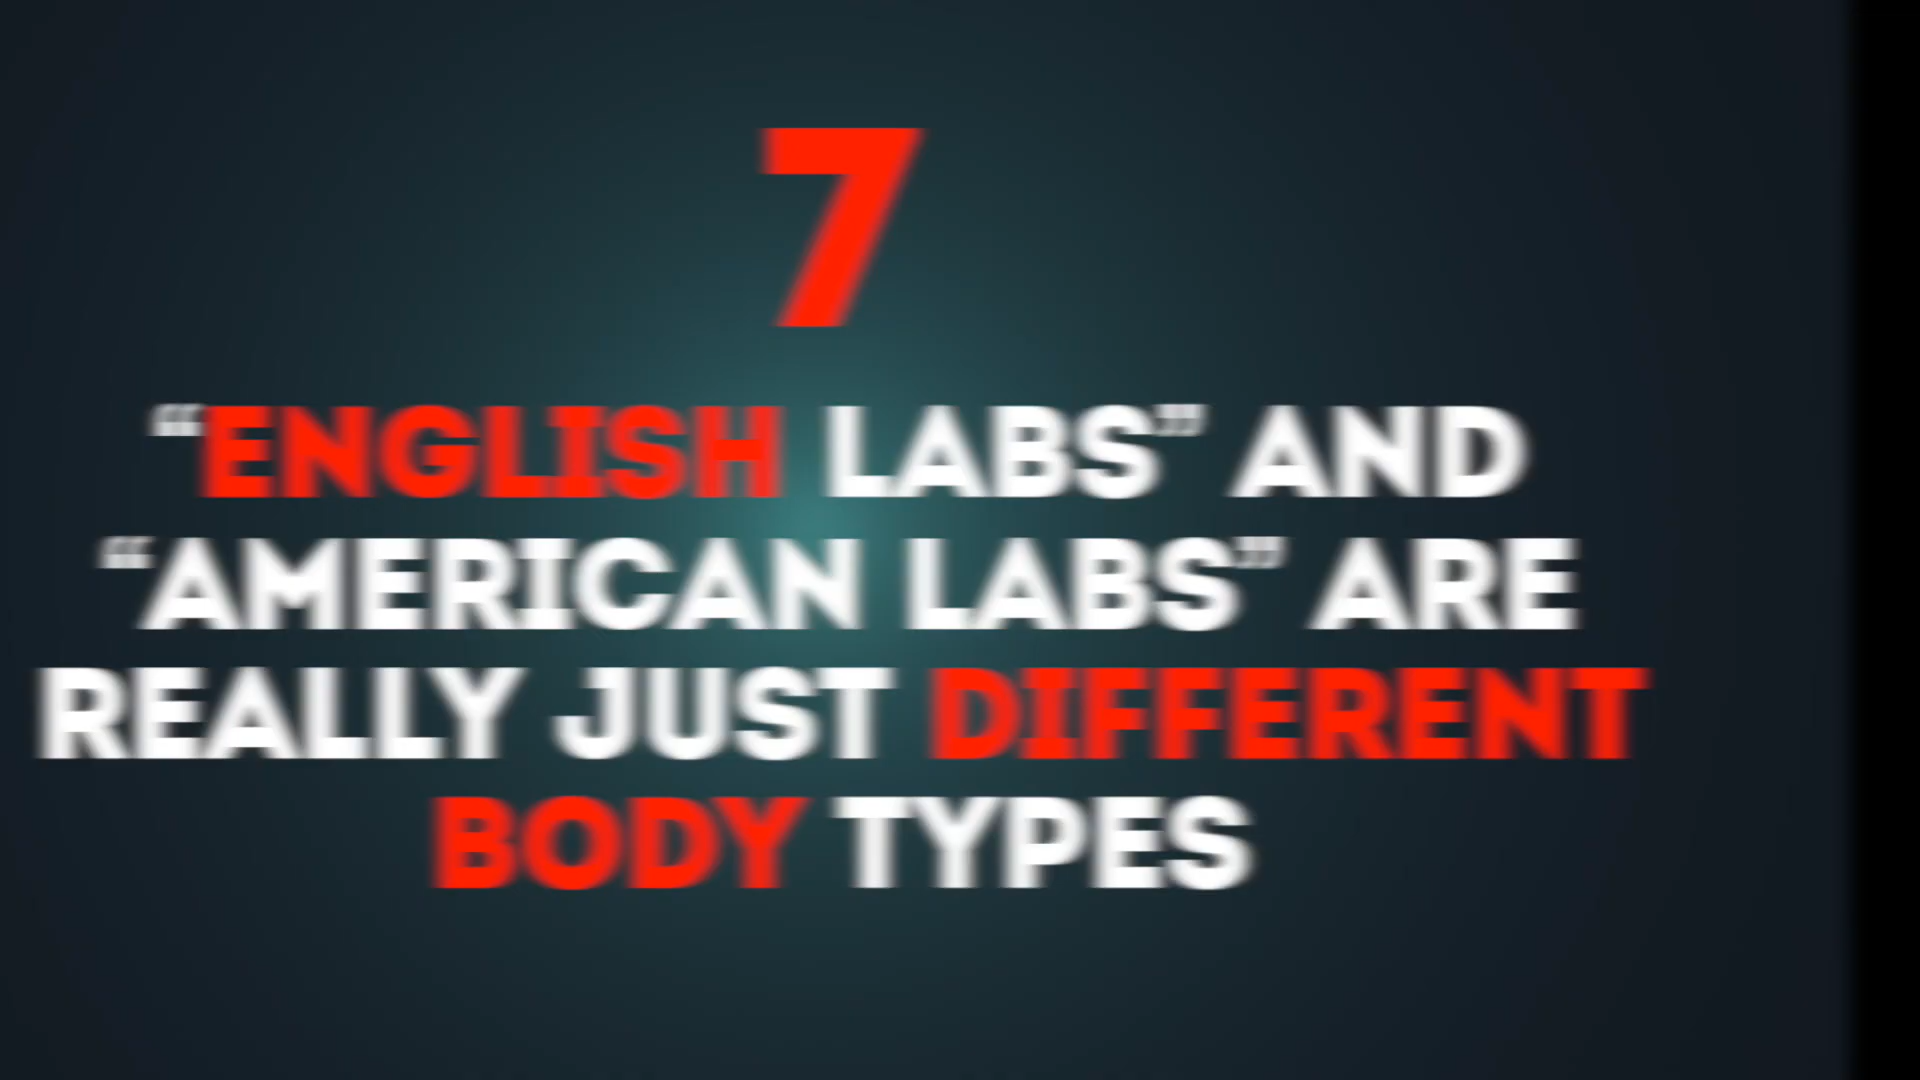 7
“ENGLISH LABS” AND
“AMERICAN LABS” ARE
REALLY JUST DIFFERENT
BODY TYPES